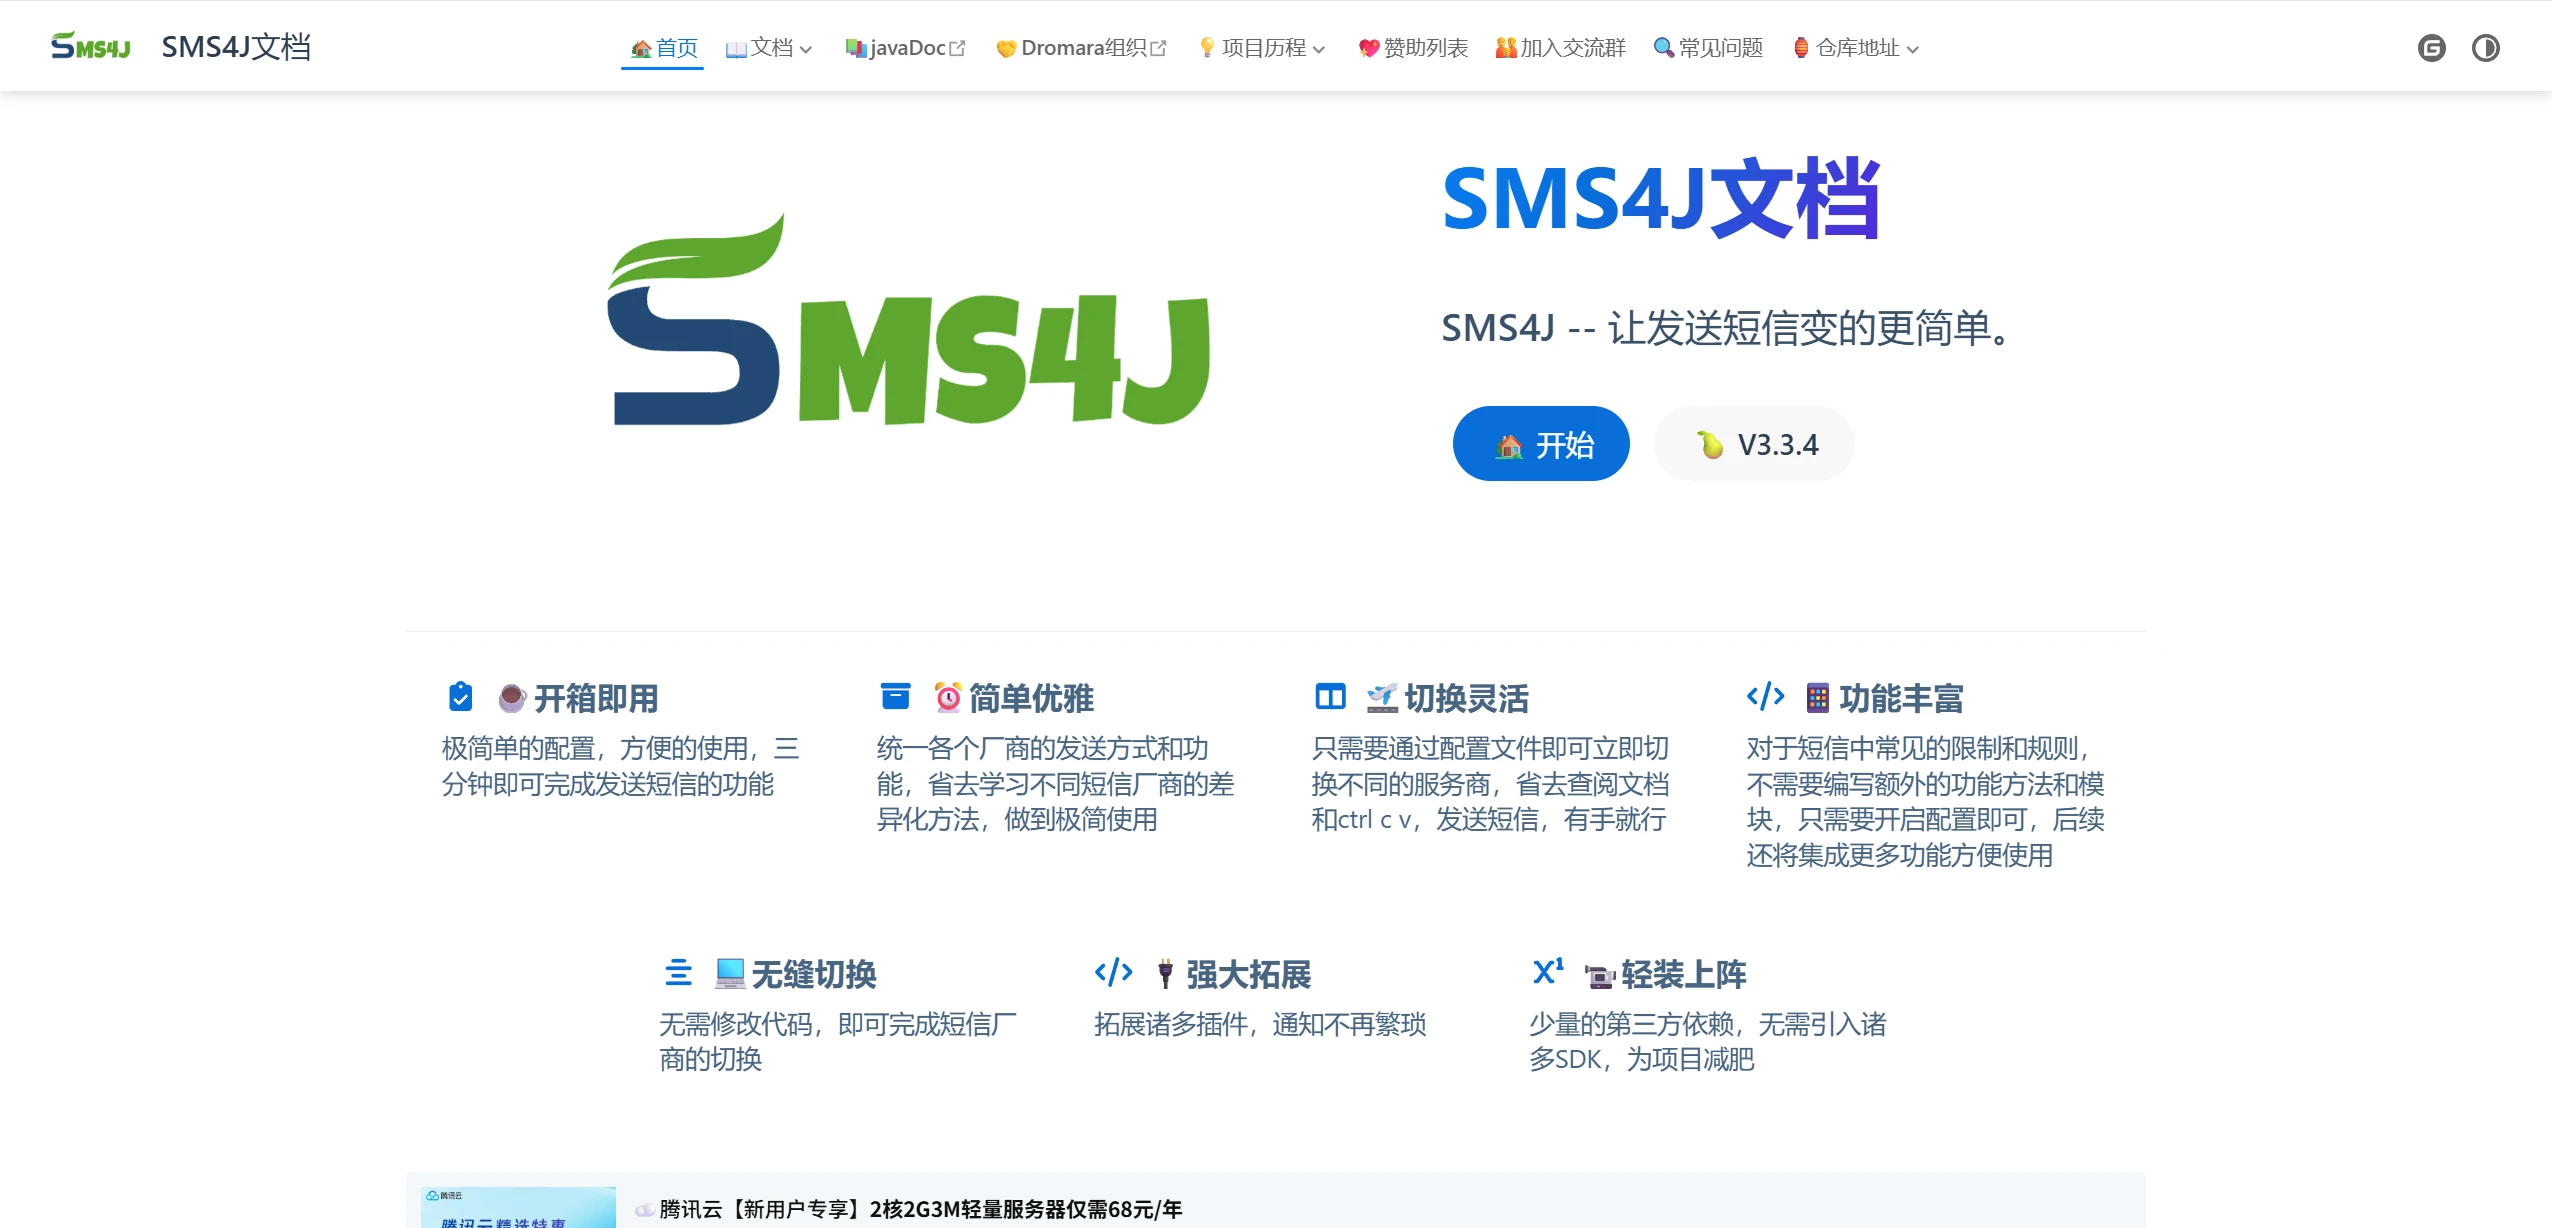 SMS4J SMS4J文档 🏠首页 📖文档 📚javaDoc 🤝Dromara组织 💡项目历程 💖赞助列表 👭加入交流群 🔍常见问题 🏮仓库地址
SMS4J
SMS4J文档
SMS4J -- 让发送短信变的更简单。
🏠 开始 🍐 V3.3.4
☕ 开箱即用
极简单的配置，方便的使用，三
分钟即可完成发送短信的功能
⏰简单优雅
统一各个厂商的发送方式和功
能，省去学习不同短信厂商的差
异化方法，做到极简使用
🛫切换灵活
只需要通过配置文件即可立即切
换不同的服务商，省去查阅文档
和ctrl c v，发送短信，有手就行
功能丰富
对于短信中常见的限制和规则，
不需要编写额外的功能方法和模
块，只需要开启配置即可，后续
还将集成更多功能方便使用
💻无缝切换
无需修改代码，即可完成短信厂
商的切换
🔌强大拓展
拓展诸多插件，通知不再繁琐
X¹ 轻装上阵
少量的第三方依赖，无需引入诸
多SDK，为项目减肥
腾讯云
腾讯云精选特惠
☁️腾讯云【新用户专享】2核2G3M轻量服务器仅需68元/年